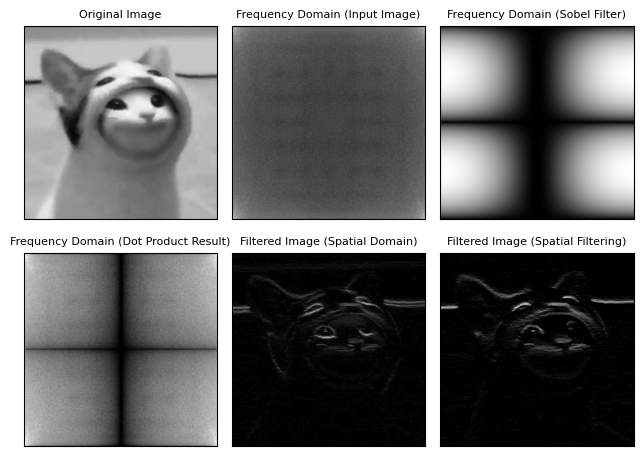 Original Image
Frequency Domain (Input Image)
Frequency Domain (Sobel Filter)
Frequency Domain (Dot Product Result)
Filtered Image (Spatial Domain)
Filtered Image (Spatial Filtering)